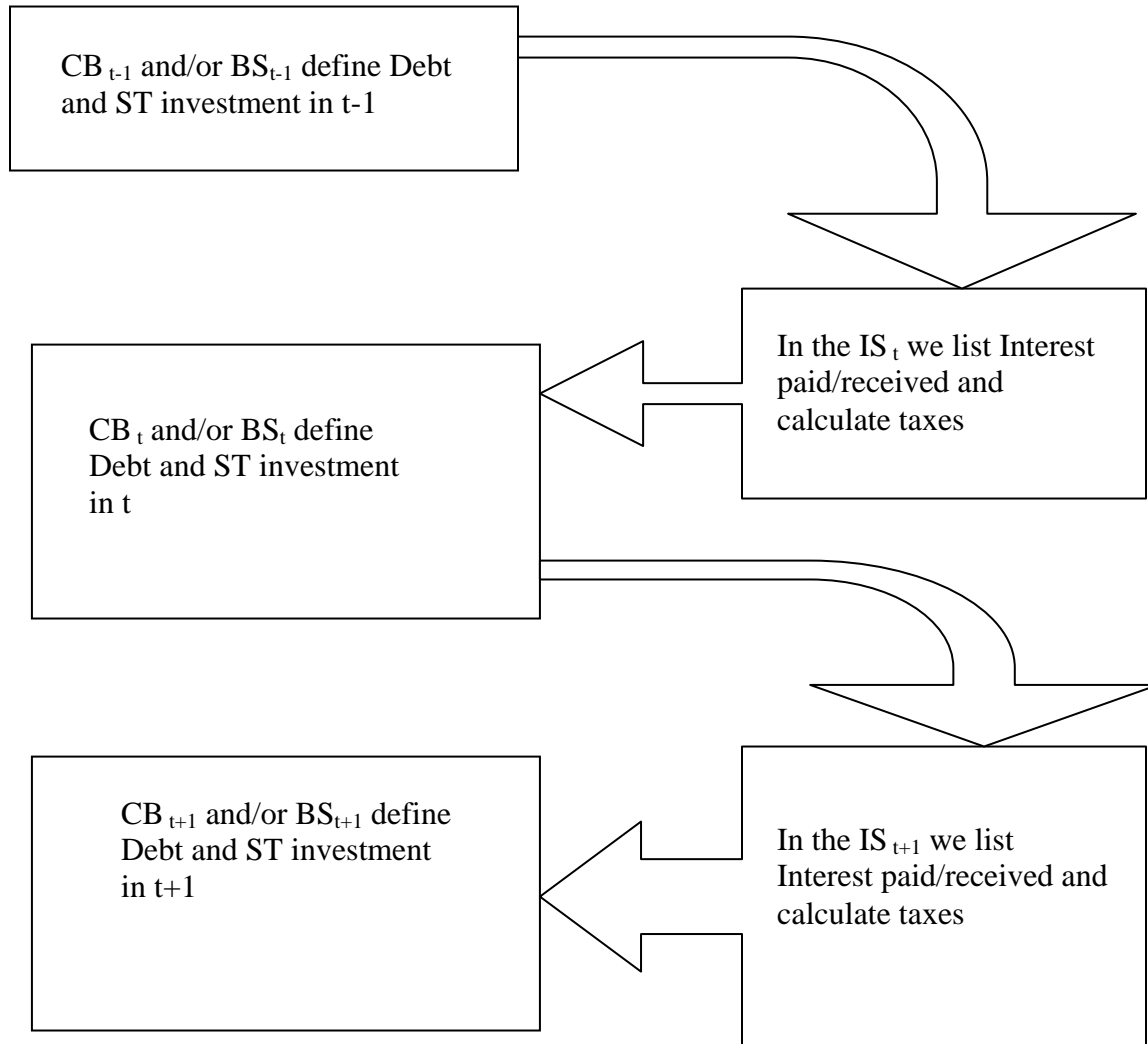 CB t-1 and/or BSt-1 define Debt
and ST investment in t-1
In the IS t we list Interest
paid/received and
calculate taxes
CB t and/or BSt define
Debt and ST investment
in t
CB t+1 and/or BSt+1 define
Debt and ST investment
in t+1
In the IS t+1 we list
Interest paid/received and
calculate taxes